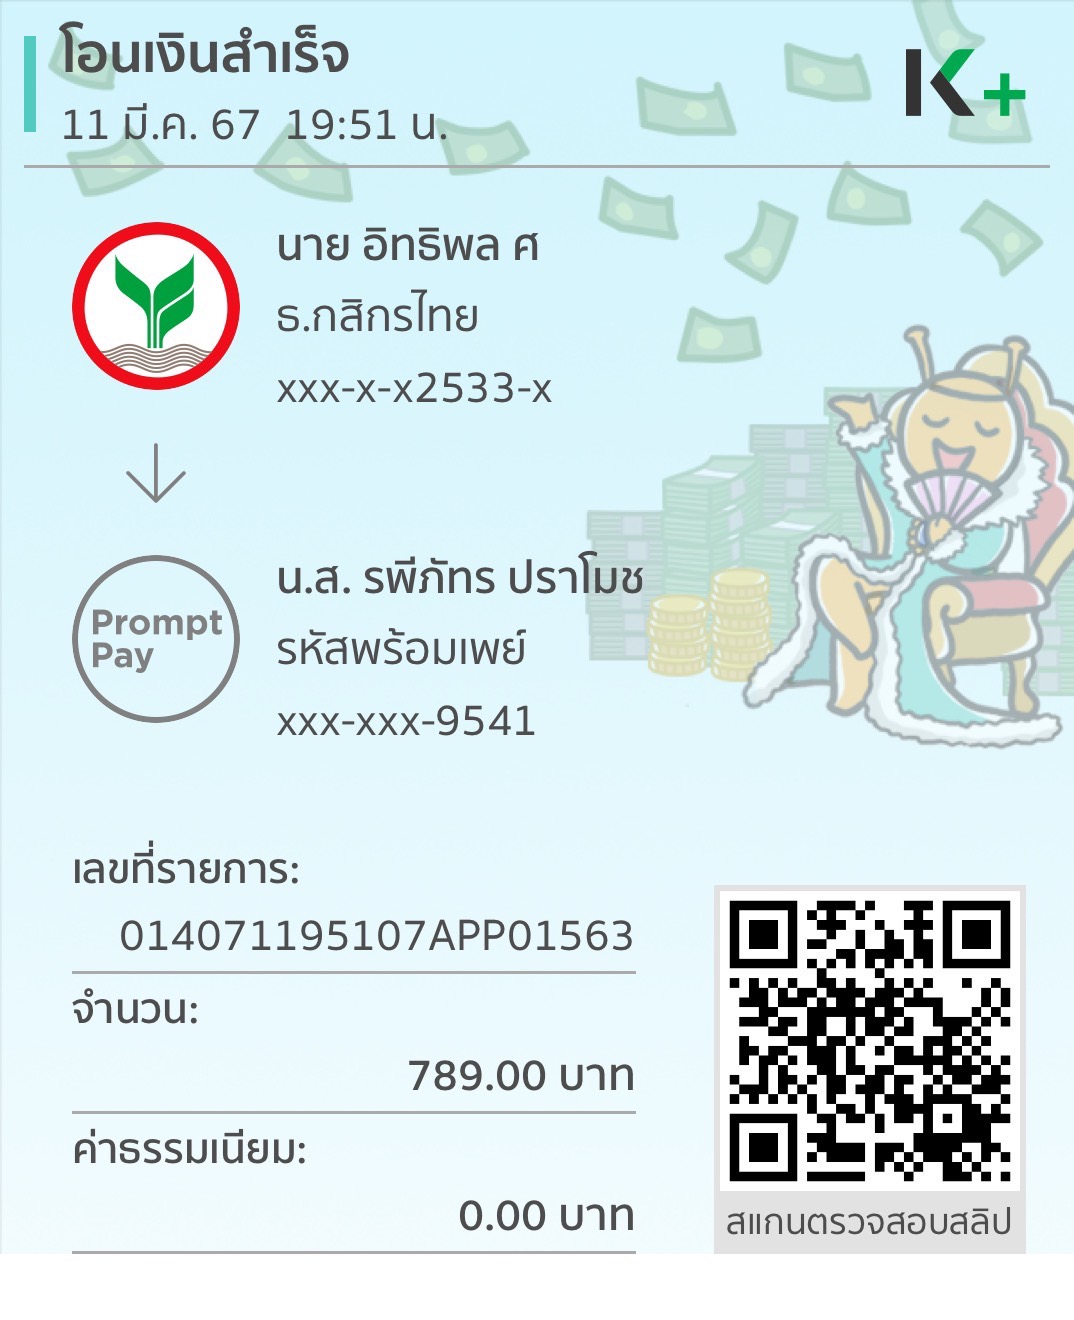 โอนเงินสำเร็จ
11 มี.ค. 67 19:51 น.
K+
นาย อิทธิพล ศ
ธ.กสิกรไทย
xxx-x-x2533-x
Prompt
Pay
น.ส. รพีภัทร ปราโมช
รหัสพร้อมเพย์
xxx-xxx-9541
เลขที่รายการ:
014071195107APP01563
จำนวน:
789.00 บาท
ค่าธรรมเนียม:
0.00 บาท
สแกนตรวจสอบสลิป